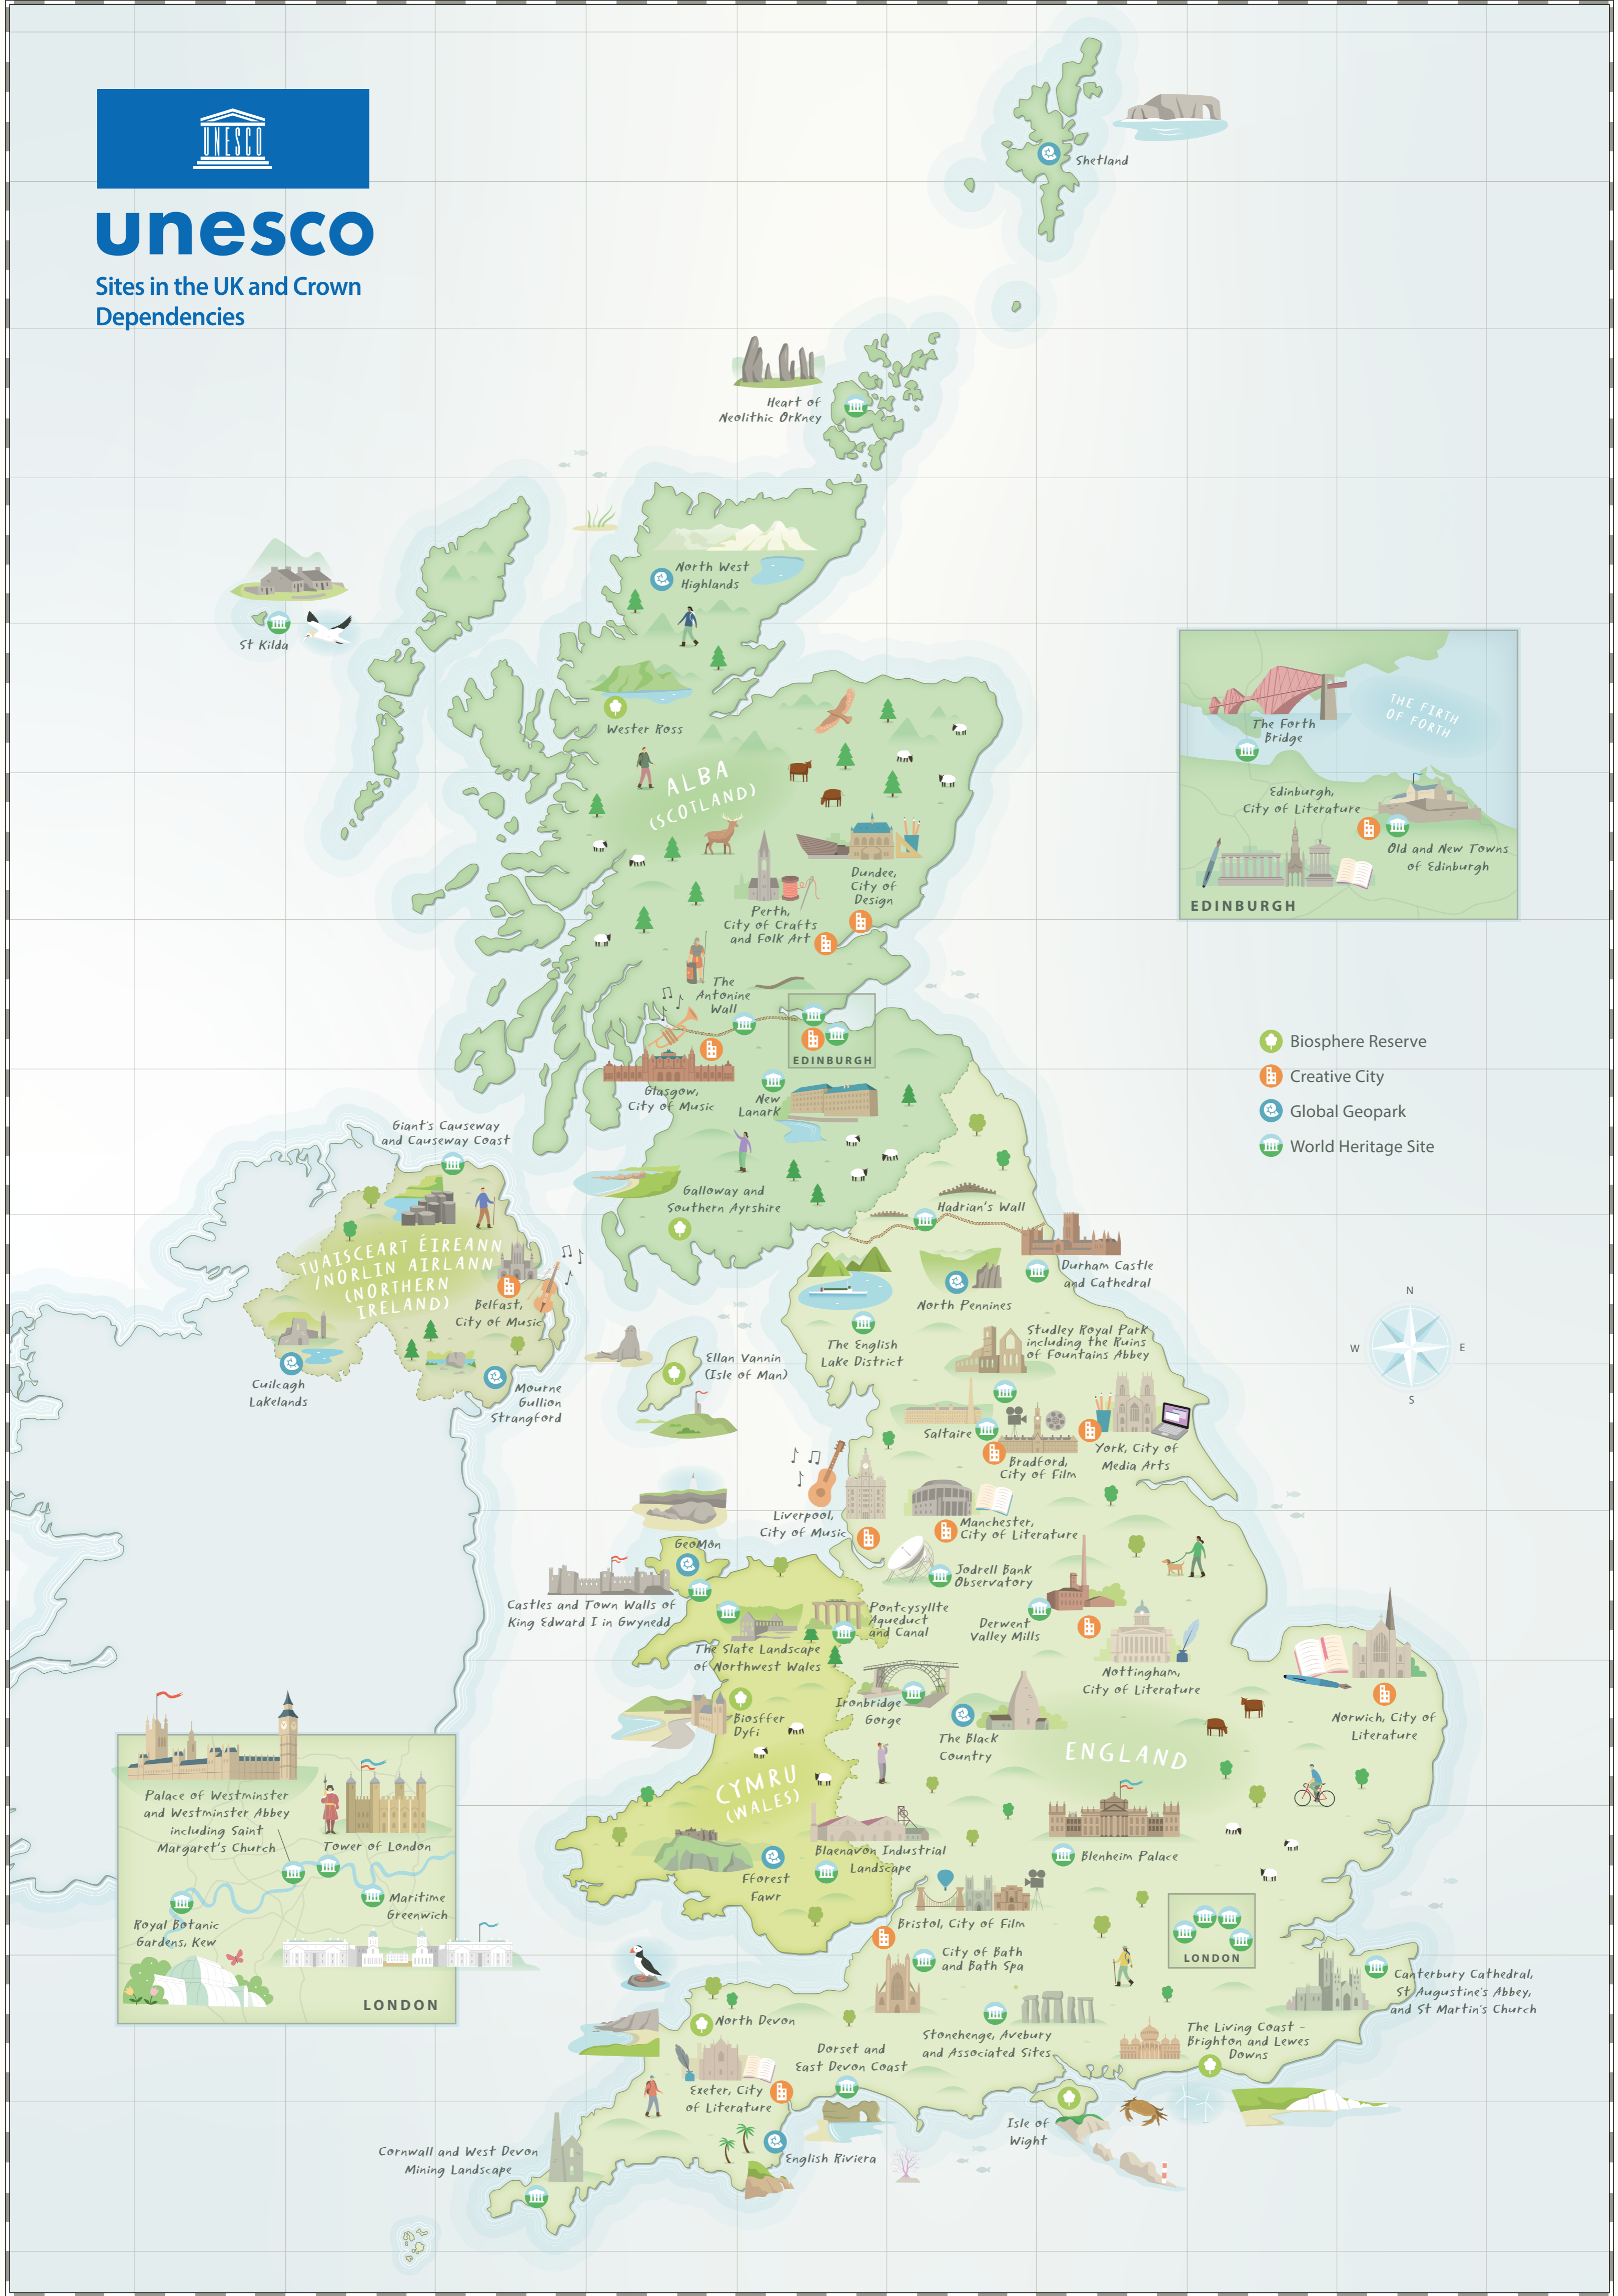 UNESCO
unesco
Sites in the UK and Crown
Dependencies
Shetland
Heart of
Neolithic Orkney
North West
Highlands
St Kilda
Wester Ross
ALBA
(SCOTLAND)
The Forth
Bridge
THE FIRTH
OF FORTH
Edinburgh,
City of Literature
Old and New Towns
of Edinburgh
EDINBURGH
Dundee,
City of
Design
Perth,
City of Crafts
and Folk Art
The
Antonine
Wall
EDINBURGH
Glasgow,
City of Music
New
Lanark
Biosphere Reserve
Creative City
Global Geopark
World Heritage Site
Giant's Causeway
and Causeway Coast
Galloway and
Southern Ayrshire
Hadrian's Wall
TUAISCEART ÉIREANN
/NORLIN AIRLANN
(NORTHERN
IRELAND)
Belfast,
City of Music
Durham Castle
and Cathedral
North Pennines
The English
Lake District
Studley Royal Park
including the Ruins
of Fountains Abbey
N
W
E
S
Cuilcagh
Lakelands
Mourne
Gullion
Strangford
Ellan Vannin
(Isle of Man)
Saltaire
Bradford,
City of Film
York, City of
Media Arts
Liverpool,
City of Music
Manchester,
City of Literature
GeoMôn
Jodrell Bank
Observatory
Castles and Town Walls of
King Edward I in Gwynedd
Pontcysyllte
Aqueduct
and Canal
Derwent
Valley Mills
The Slate Landscape
of Northwest Wales
Nottingham,
City of Literature
Ironbridge
Gorge
Biosffer
Dyfi
The Black
Country
Norwich, City of
Literature
ENGLAND
CYMRU
(WALES)
Palace of Westminster
and Westminster Abbey
including Saint
Margaret's Church
Tower of London
Maritime
Greenwich
Royal Botanic
Gardens, Kew
LONDON
Blaenavon Industrial
Landscape
Fforest
Fawr
Blenheim Palace
Bristol, City of Film
City of Bath
and Bath Spa
LONDON
Canterbury Cathedral,
St Augustine's Abbey,
and St Martin's Church
North Devon
Stonehenge, Avebury
and Associated Sites
The Living Coast –
Brighton and Lewes
Downs
Dorset and
East Devon Coast
Exeter, City
of Literature
Isle of
Wight
Cornwall and West Devon
Mining Landscape
English Riviera